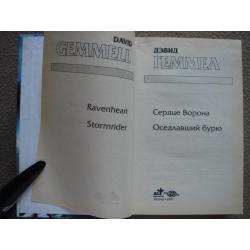 DAVID
GEMMELL
Ravenheart
Stormrider
ДЭВИД
ГЕММЕЛ
Сердце Ворона
Оседлавший бурю